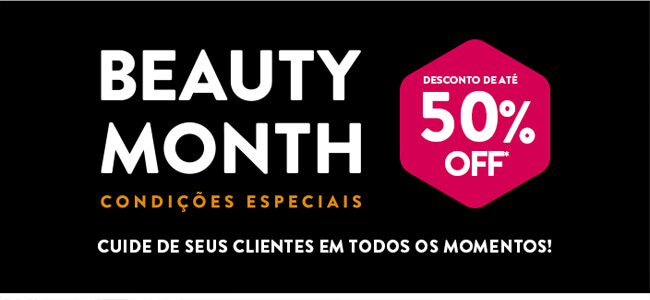 BEAUTY
MONTH
CONDIÇÕES ESPECIAIS
DESCONTO DE ATÉ
50%
OFF*
CUIDE DE SEUS CLIENTES EM TODOS OS MOMENTOS!